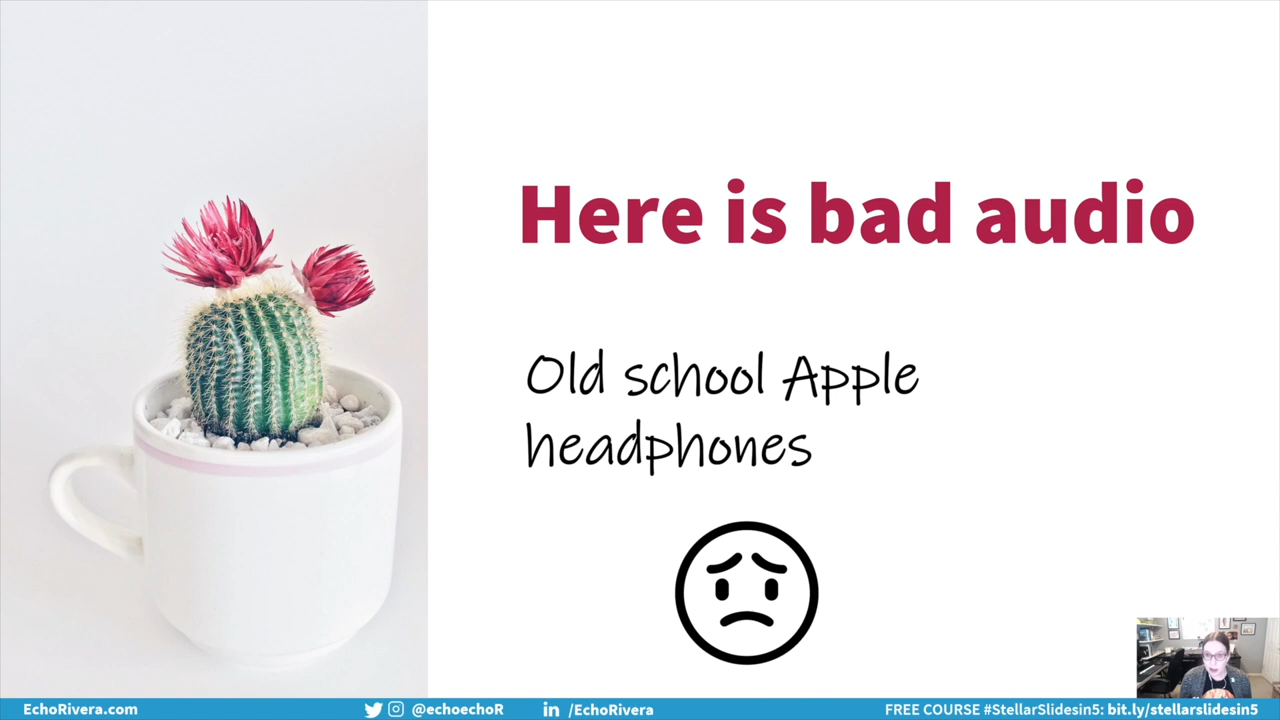 Here is bad audio
Old school Apple
headphones
EchoRivera.com
@echoechoR
/EchoRivera
FREE COURSE #StellarSlidesin5: bit.ly/stellarslidesin5